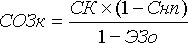 СОЗк = СК × (1 – Снп) / 1 – ЭЗо